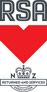 RSA
N Z
RETURNED AND SERVICES